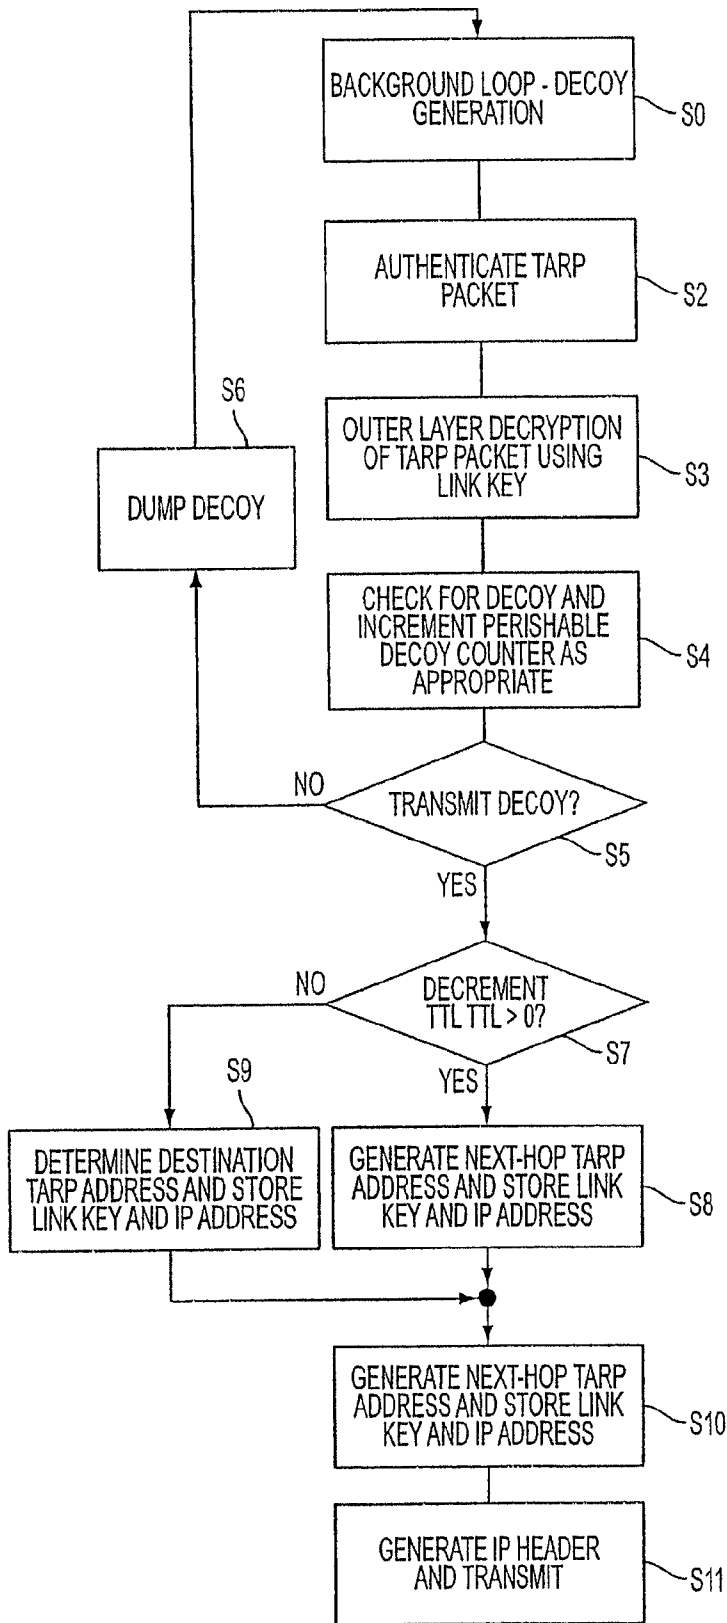 BACKGROUND LOOP - DECOY
GENERATION
S0
AUTHENTICATE TARP
PACKET
S2
OUTER LAYER DECRYPTION
OF TARP PACKET USING
LINK KEY
S3
S6
DUMP DECOY
CHECK FOR DECOY AND
INCREMENT PERISHABLE
DECOY COUNTER AS
APPROPRIATE
S4
NO
TRANSMIT DECOY?
S5
YES
NO
DECREMENT
TTL TTL > 0?
S7
YES
S9
DETERMINE DESTINATION
TARP ADDRESS AND STORE
LINK KEY AND IP ADDRESS
GENERATE NEXT-HOP TARP
ADDRESS AND STORE LINK
KEY AND IP ADDRESS
S8
GENERATE NEXT-HOP TARP
ADDRESS AND STORE LINK
KEY AND IP ADDRESS
S10
GENERATE IP HEADER
AND TRANSMIT
S11